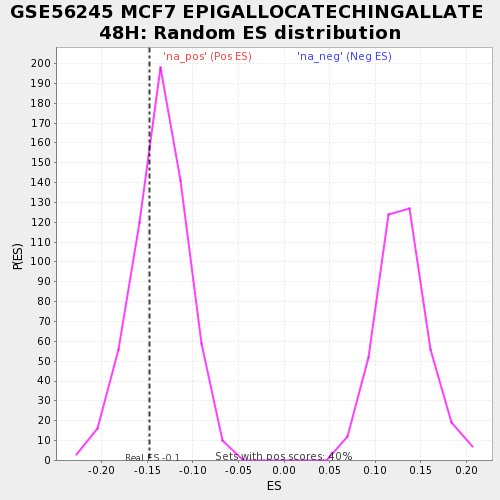 GSE56245 MCF7 EPIGALLOCATECHINGALLATE
48H: Random ES distribution
'na_pos' (Pos ES) 'na_neg' (Neg ES)
200
190
180
170
160
150
140
130
120
110
100
90
80
70
60
50
40
30
20
10
0
P(ES)
Real ES -0.1
Sets with pos scores: 40%
-0.20 -0.15 -0.10 -0.05 0.00 0.05 0.10 0.15 0.20
ES